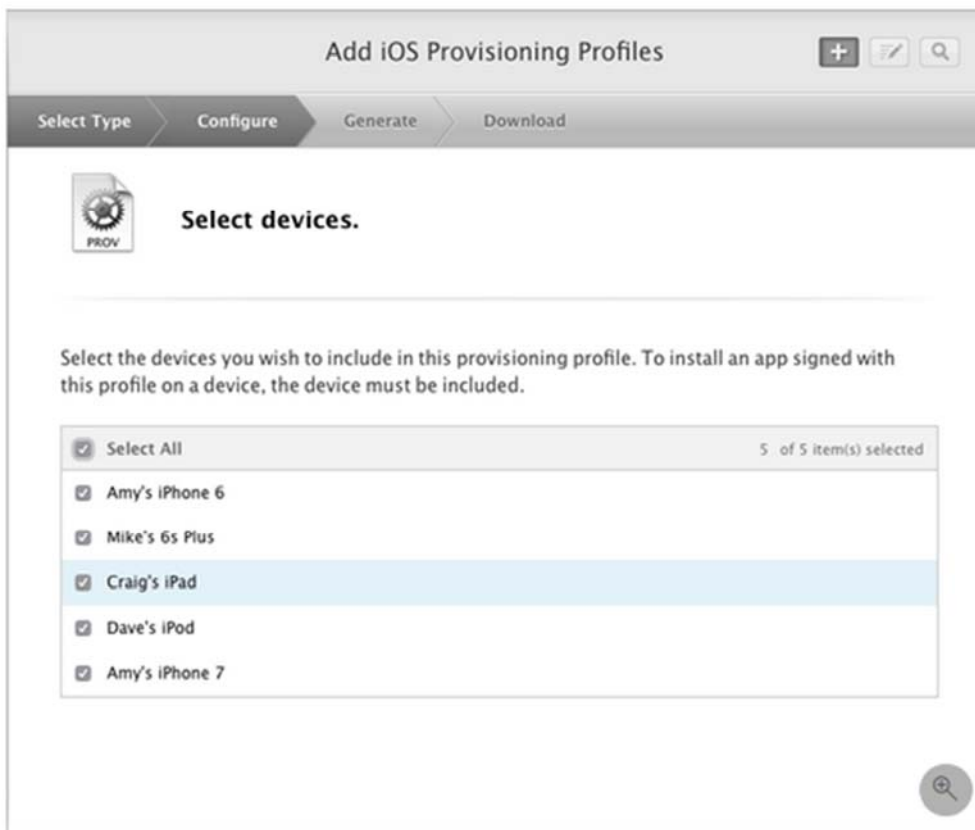 Add iOS Provisioning Profiles
Select Type
Configure
Generate
Download
PROV
Select devices.
Select the devices you wish to include in this provisioning profile. To install an app signed with
this profile on a device, the device must be included.
Select All
5 of 5 item(s) selected
Amy's iPhone 6
Mike's 6s Plus
Craig's iPad
Dave's iPod
Amy's iPhone 7